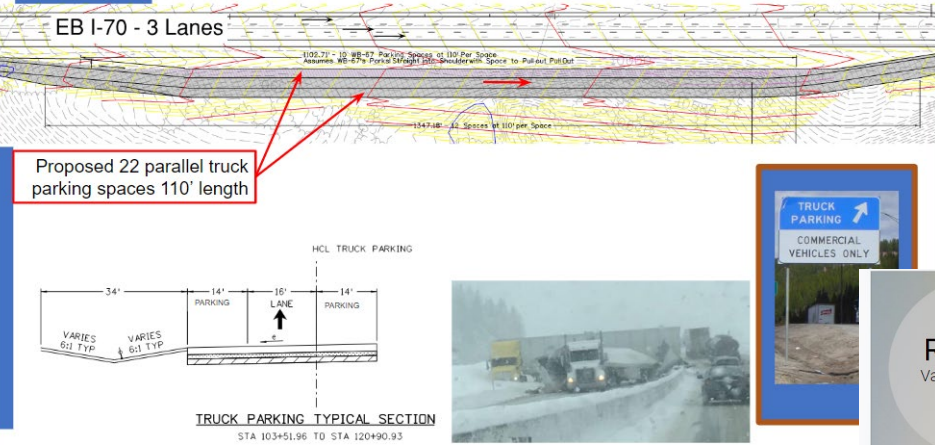 EB I-70 - 3 Lanes
1102.71' - 10 WB-67 Parking Spaces at 110' Per Space
Assumes WB-67's Parks Straight into Shoulder with Space to Pull out Pull Out
1347.18' - 12 Spaces at 110' per Space
Proposed 22 parallel truck
parking spaces 110' length
HCL TRUCK PARKING
34'
14'
16'
14'
PARKING
LANE
PARKING
VARIES
6:1 TYP
VARIES
6:1 TYP
e
TRUCK PARKING TYPICAL SECTION
STA 103+51.96 TO STA 120+90.93
TRUCK
PARKING
COMMERCIAL
VEHICLES ONLY
R
Va